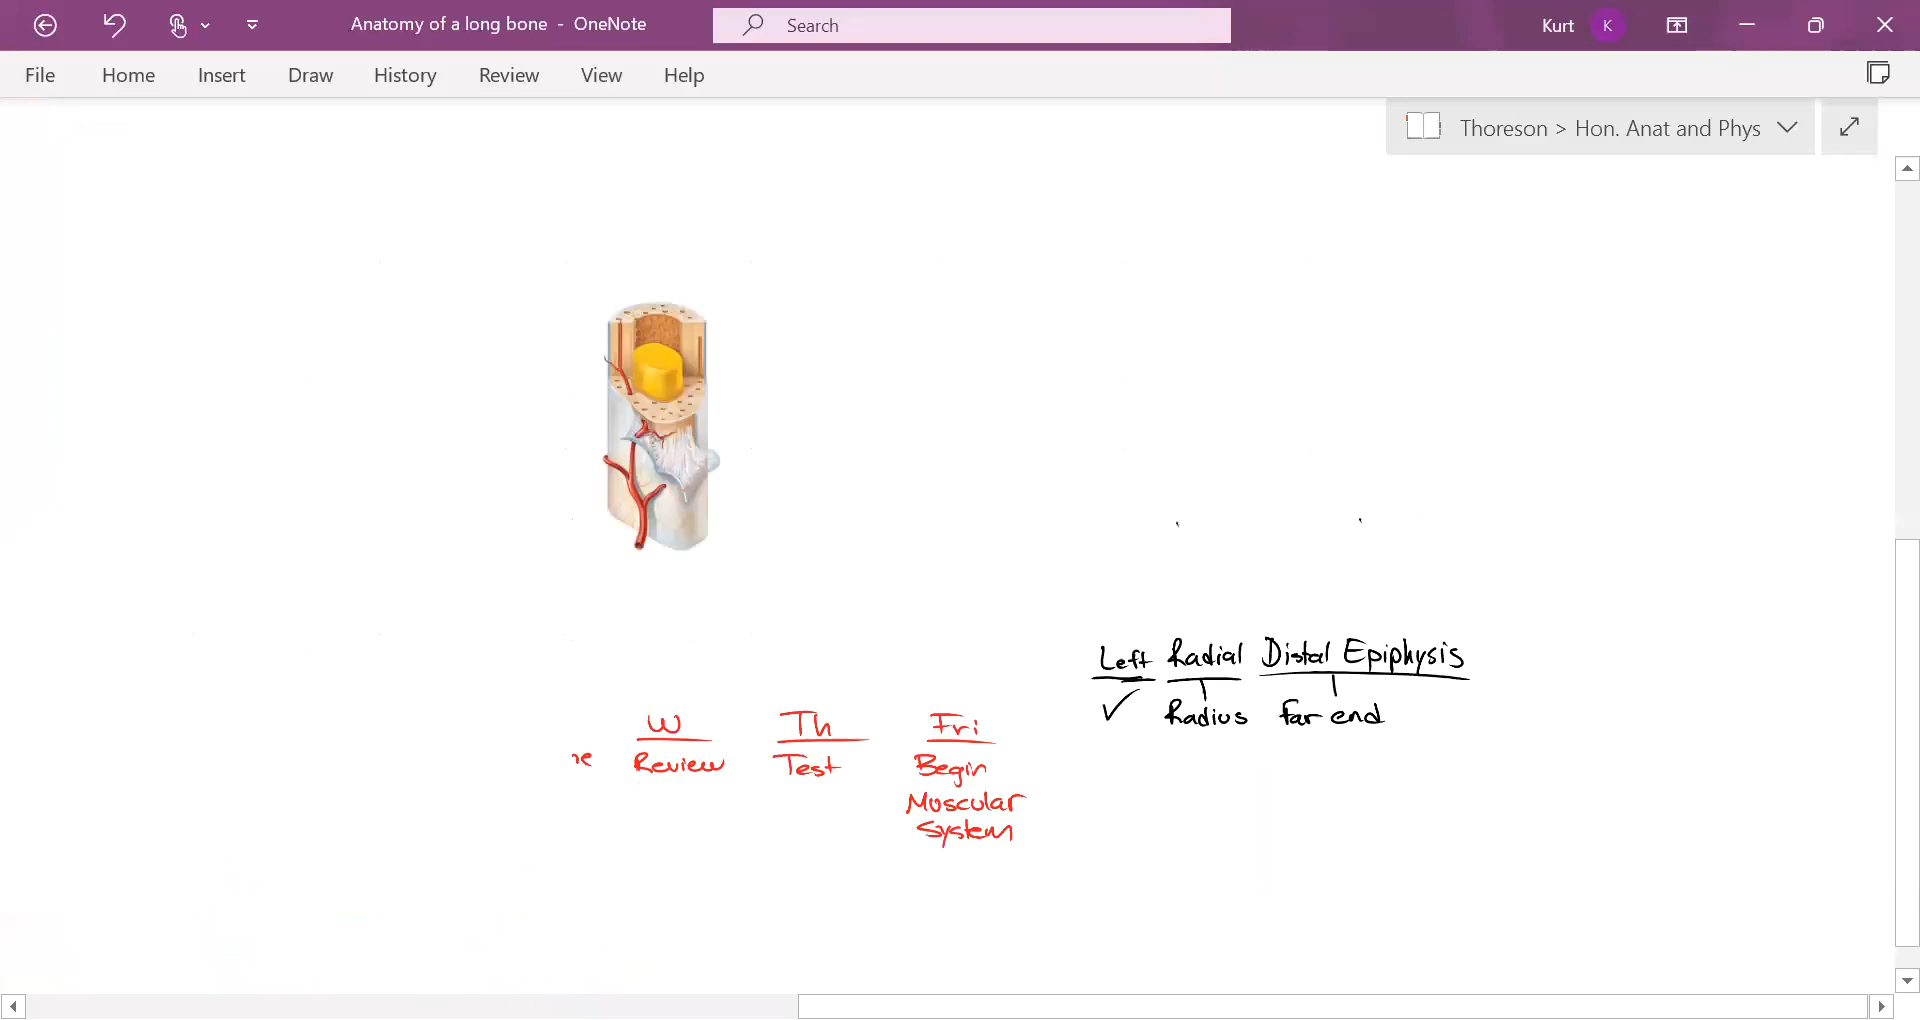 Anatomy of a long bone - OneNote
Search
Kurt
K
File Home Insert Draw History Review View Help
Thoreson > Hon. Anat and Phys
Left Radial Distal Epiphysis
Radius far end
W Th Fri
Review Test Begin
Muscular
System